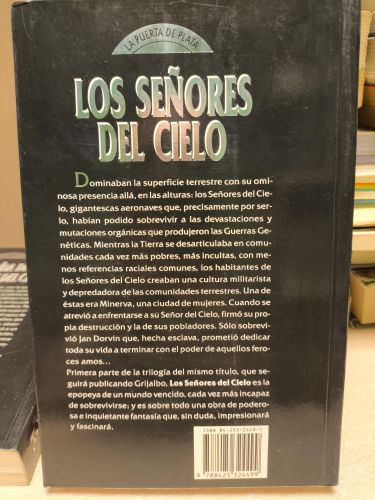 LA PUERTA DE PLATA
LOS SEÑORES
DEL CIELO
Dominaban la superficie terrestre con su omi-
nosa presencia allá, en las alturas: los Señores del Cie-
lo, gigantescas aeronaves que, precisamente por ser-
lo, habían podido sobrevivir a las devastaciones y
mutaciones orgánicas que produjeron las Guerras Ge-
néticas. Mientras la Tierra se desarticulaba en comu-
nidades cada vez más pobres, más incultas, con me-
nos referencias raciales comunes, los habitantes de
los Señores del Cielo creaban una cultura militarista
y depredadora de las comunidades terrestres. Una de
éstas era Minerva, una ciudad de mujeres. Cuando se
atrevió a enfrentarse a su Señor del Cielo, firmó su pro-
pia destrucción y la de sus pobladores. Sólo sobrevi-
vió Jan Dorvin que, hecha esclava, prometió dedicar
toda su vida a terminar con el poder de aquellos fero-
ces amos...
Primera parte de la trilogía del mismo título, que se-
guirá publicando Grijalbo, Los Señores del Cielo es la
epopeya de un mundo vencido, cada vez más incapaz
de sobrevivirse; y es sobre todo una obra de podero-
sa e inquietante fantasía que, sin duda, impresionará
y fascinará.
ISBN 84-253-2449-
9 788425 324499